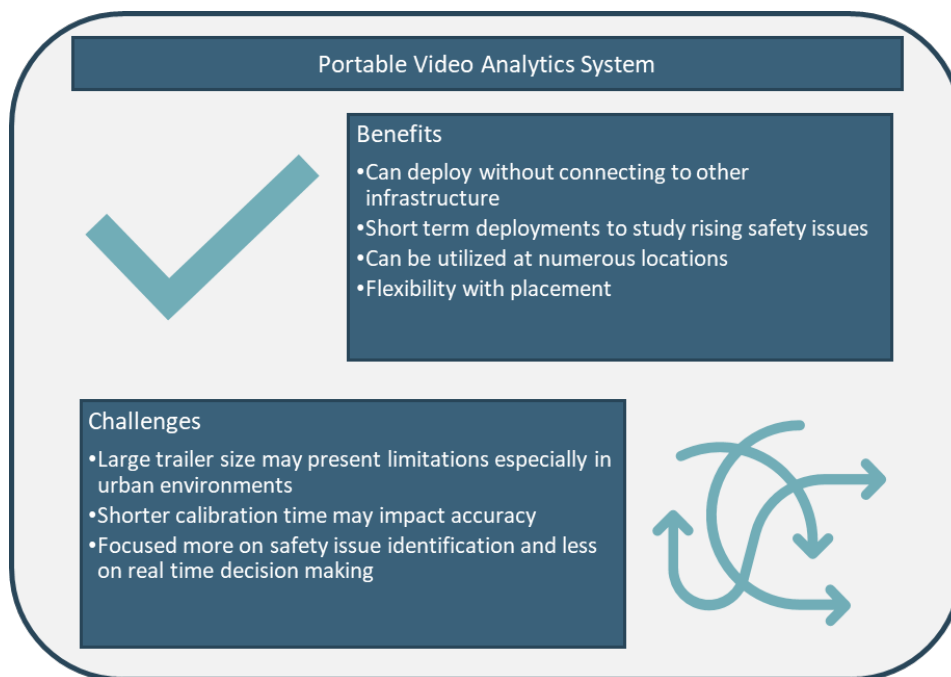 Portable Video Analytics System
Benefits
•Can deploy without connecting to other
infrastructure
•Short term deployments to study rising safety issues
•Can be utilized at numerous locations
•Flexibility with placement
Challenges
•Large trailer size may present limitations especially in
urban environments
•Shorter calibration time may impact accuracy
•Focused more on safety issue identification and less
on real time decision making